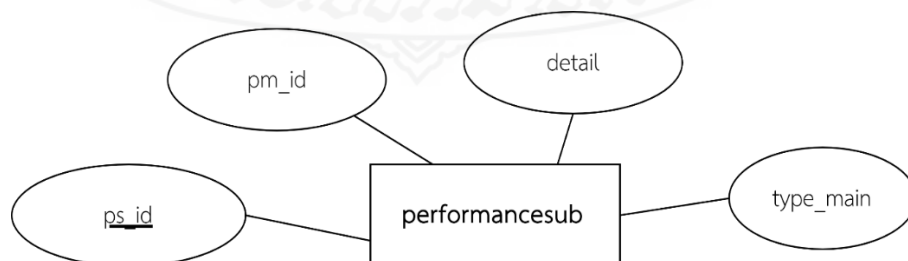 detail
pm_id
type_main
ps_id
performancesub